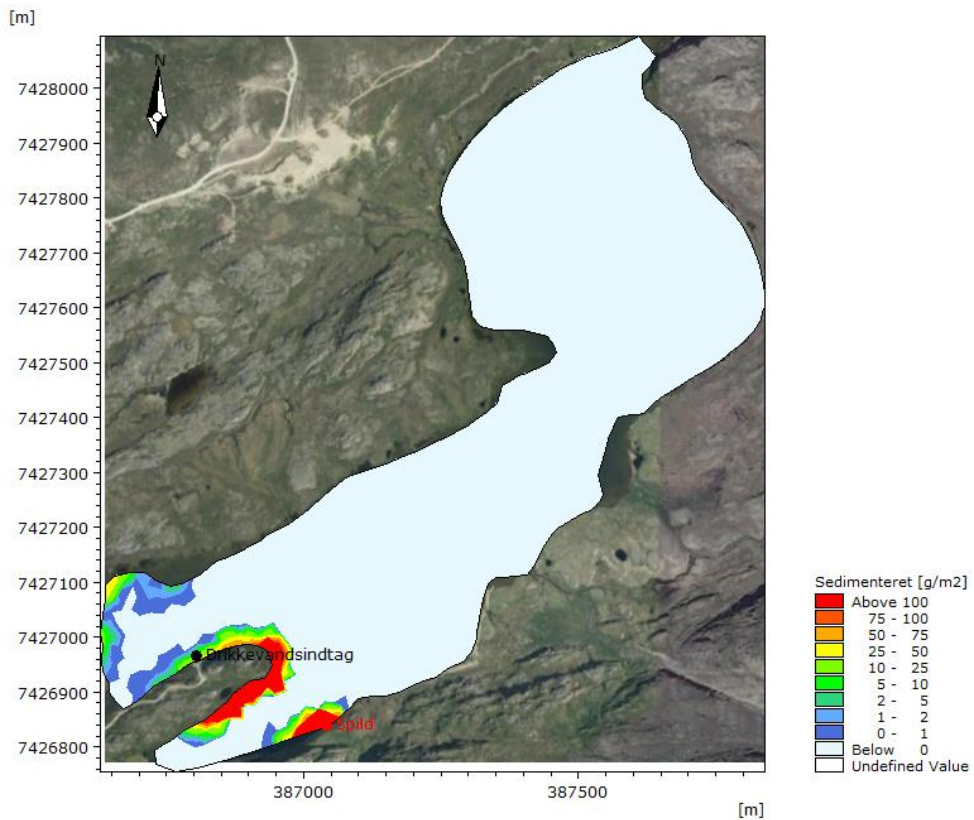 [m]
N
7428000
7427900
7427800
7427700
7427600
7427500
7427400
7427300
7427200
7427100
7427000
7426900
7426800
Drikkevandsindtag
Spild
387000
387500
[m]
Sedimenteret [g/m2]
Above 100
75 - 100
50 - 75
25 - 50
10 - 25
5 - 10
2 - 5
1 - 2
0 - 1
Below 0
Undefined Value